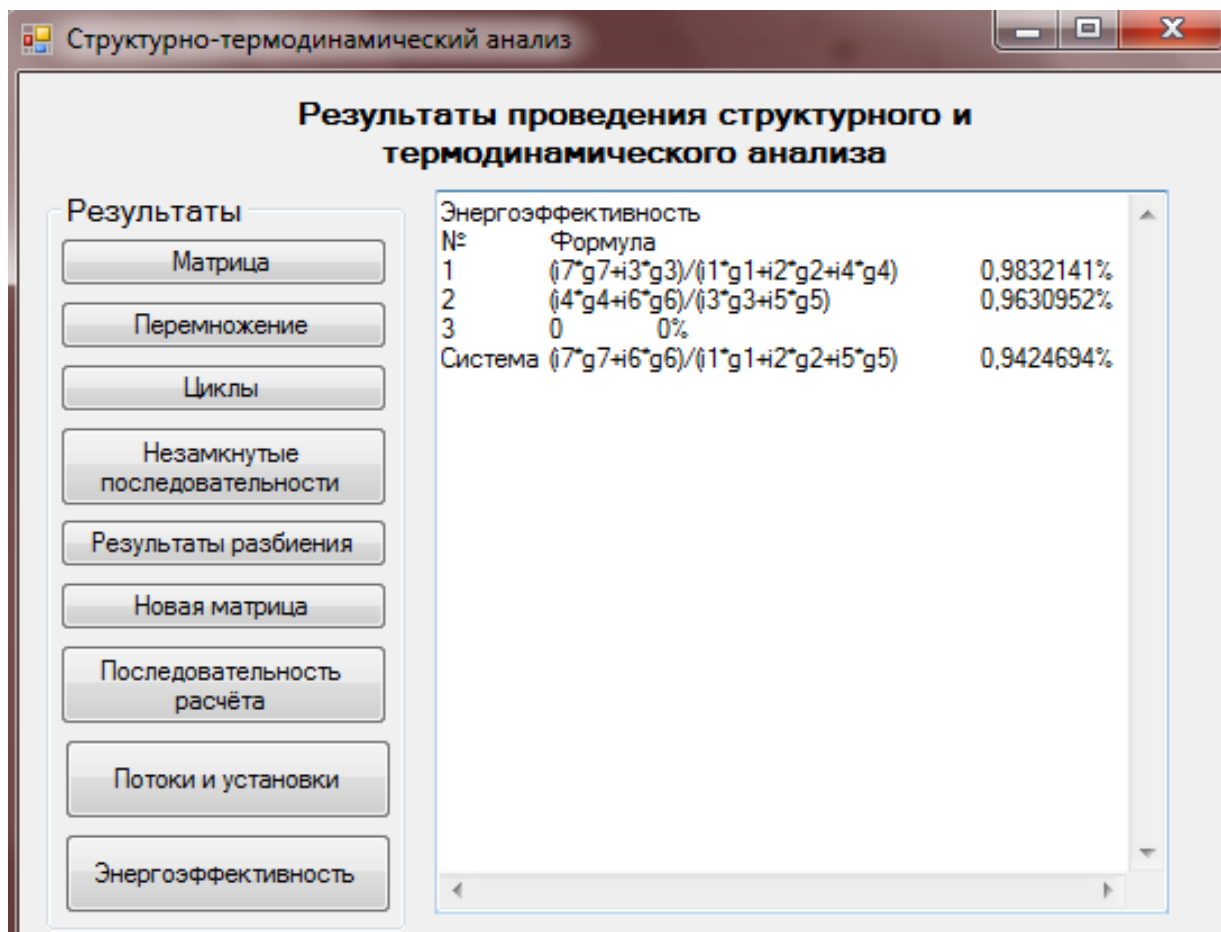 Структурно-термодинамический анализ
Результаты проведения структурного и
термодинамического анализа
Результаты
Матрица
Перемножение
Циклы
Незамкнутые
последовательности
Результаты разбиения
Новая матрица
Последовательность
расчёта
Потоки и установки
Энергоэффективность
Энергоэффективность
№ Формула
1 (i7*g7+i3*g3)/(i1*g1+i2*g2+i4*g4) 0,9832141%
2 (i4*g4+i6*g6)/(i3*g3+i5*g5) 0,9630952%
3 0 0%
Система (i7*g7+i6*g6)/(i1*g1+i2*g2+i5*g5) 0,9424694%